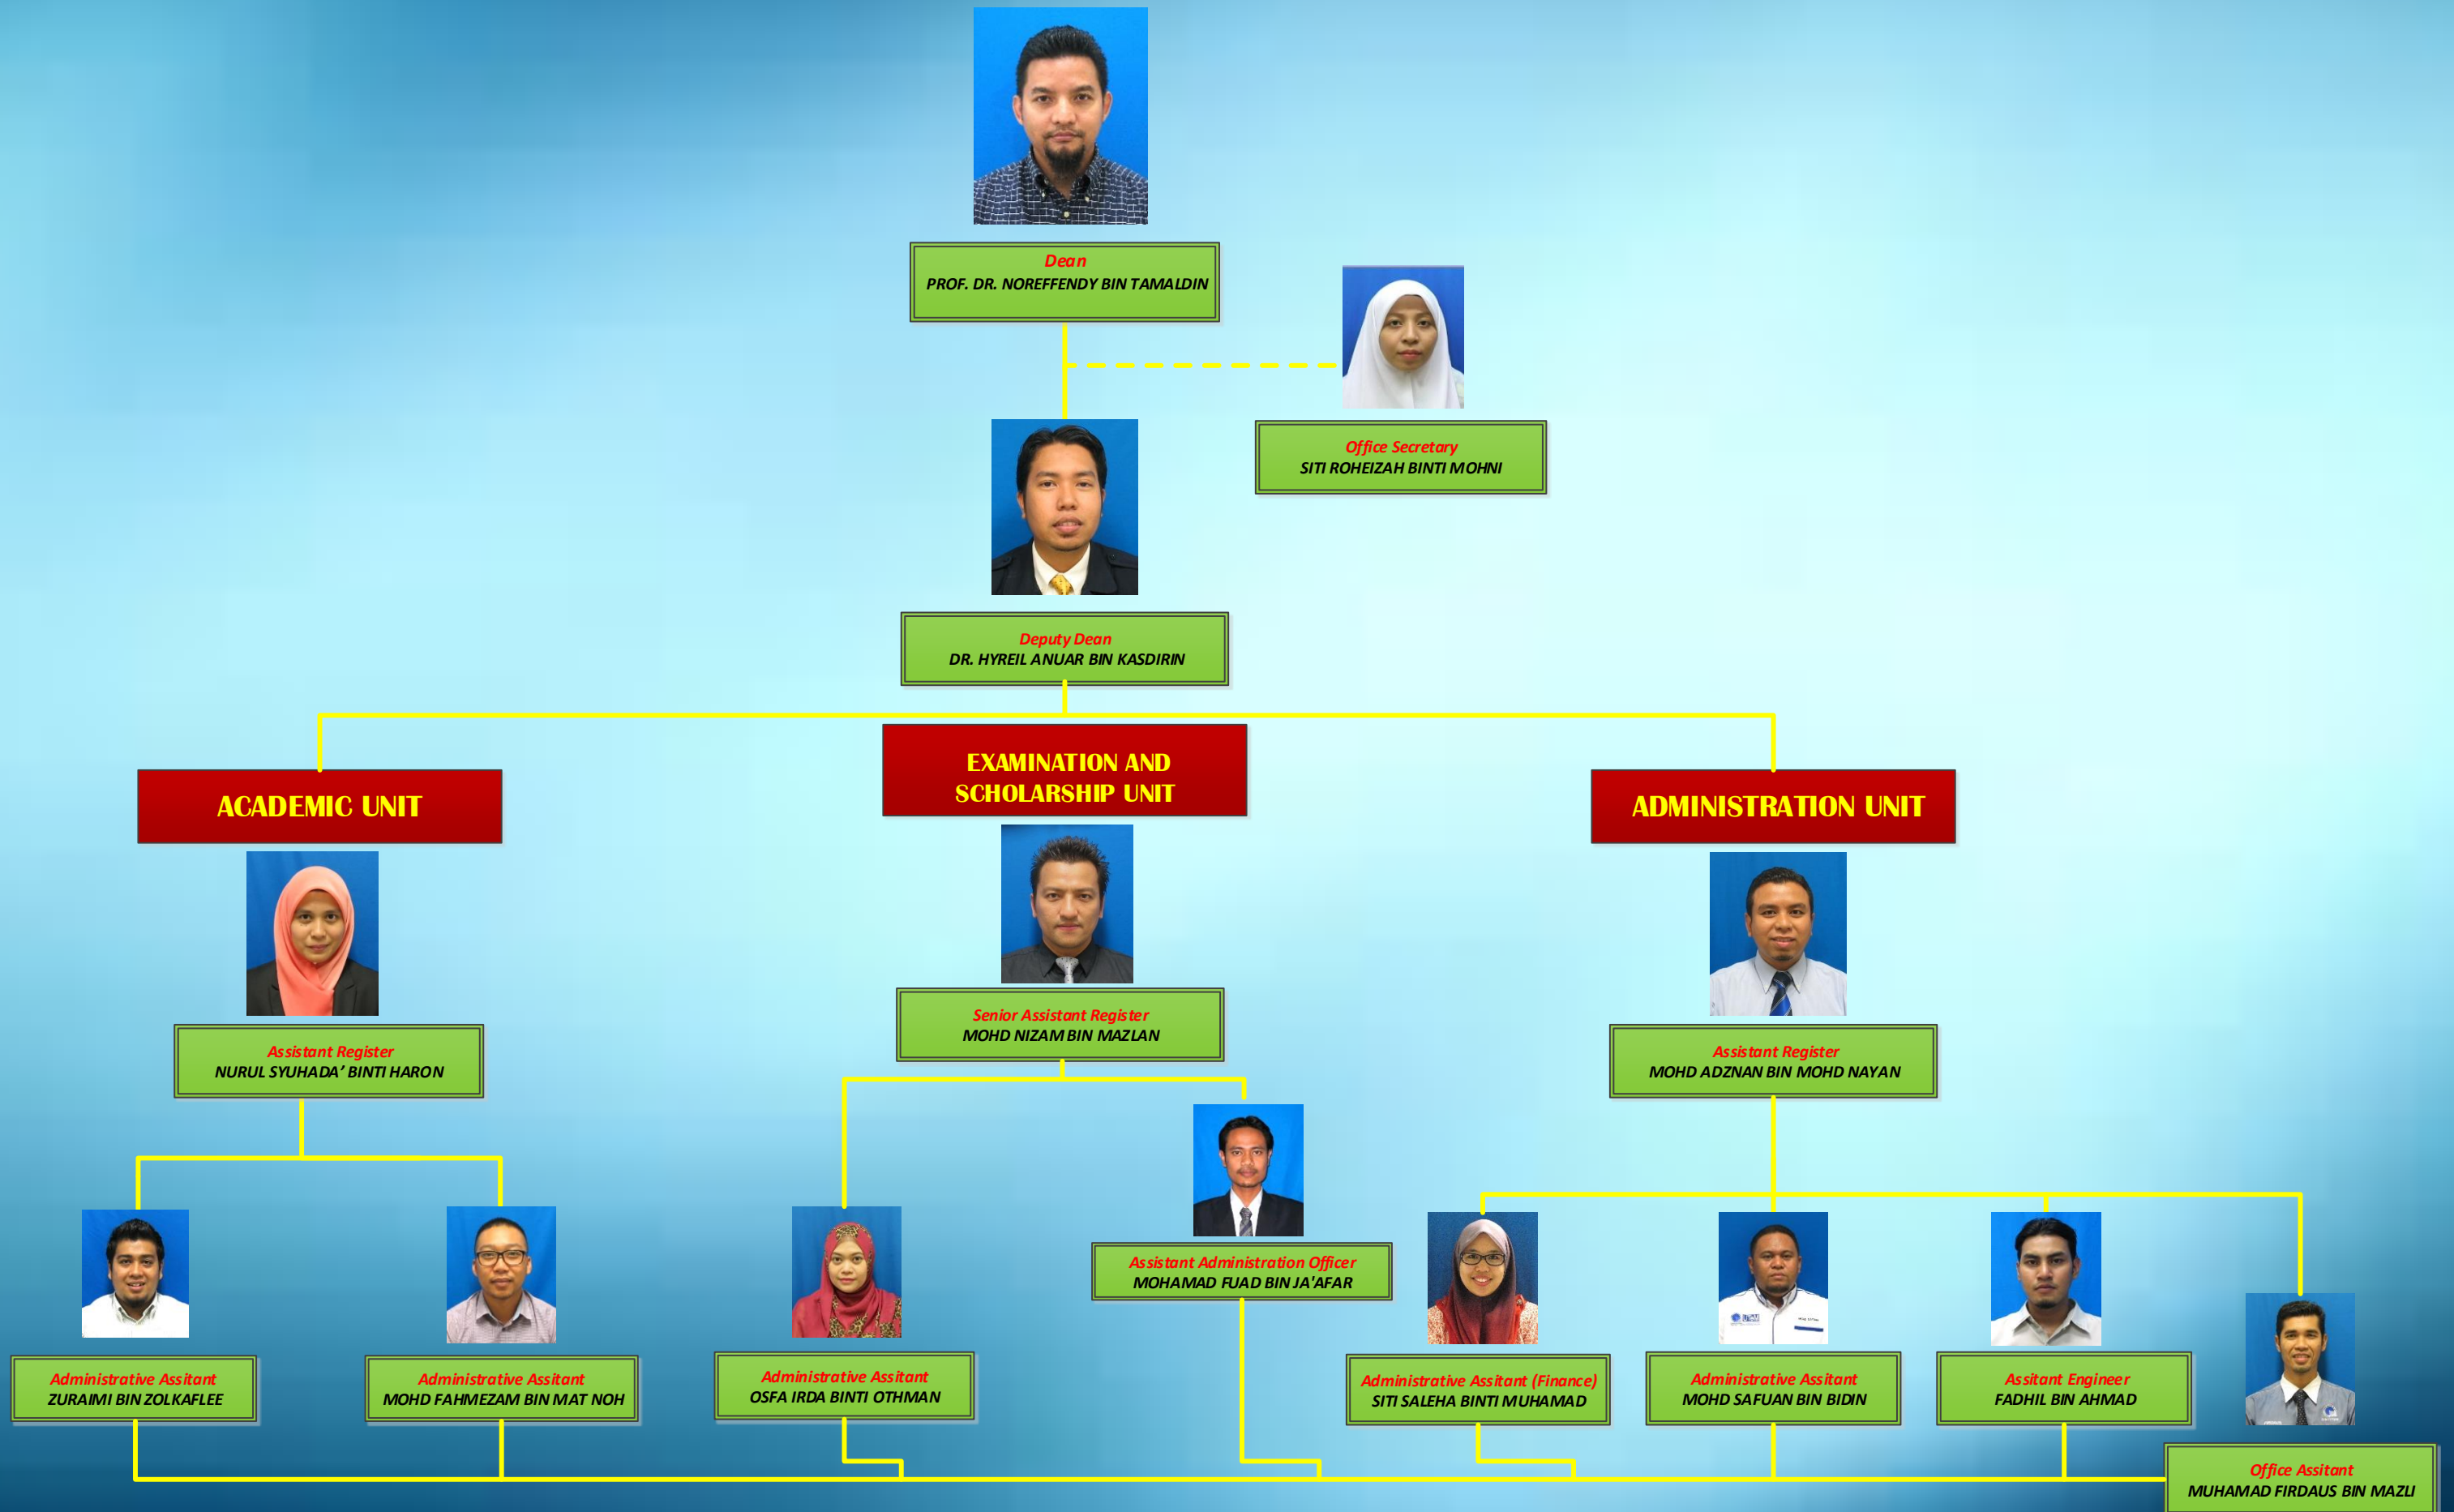 Dean
PROF. DR. NOREFFENDY BIN TAMALDIN
Office Secretary
SITI ROHEIZAH BINTI MOHNI
Deputy Dean
DR. HYREIL ANUAR BIN KASDIRIN
ACADEMIC UNIT
EXAMINATION AND
SCHOLARSHIP UNIT
ADMINISTRATION UNIT
Assistant Register
NURUL SYUHADA’ BINTI HARON
Senior Assistant Register
MOHD NIZAM BIN MAZLAN
Assistant Register
MOHD ADZNAN BIN MOHD NAYAN
Administrative Assitant
ZURAIMI BIN ZOLKAFLEE
Administrative Assitant
MOHD FAHMEZAM BIN MAT NOH
Administrative Assitant
OSFA IRDA BINTI OTHMAN
Assistant Administration Officer
MOHAMAD FUAD BIN JA'AFAR
Administrative Assitant (Finance)
SITI SALEHA BINTI MUHAMAD
Administrative Assitant
MOHD SAFUAN BIN BIDIN
Assitant Engineer
FADHIL BIN AHMAD
Office Assitant
MUHAMAD FIRDAUS BIN MAZLI